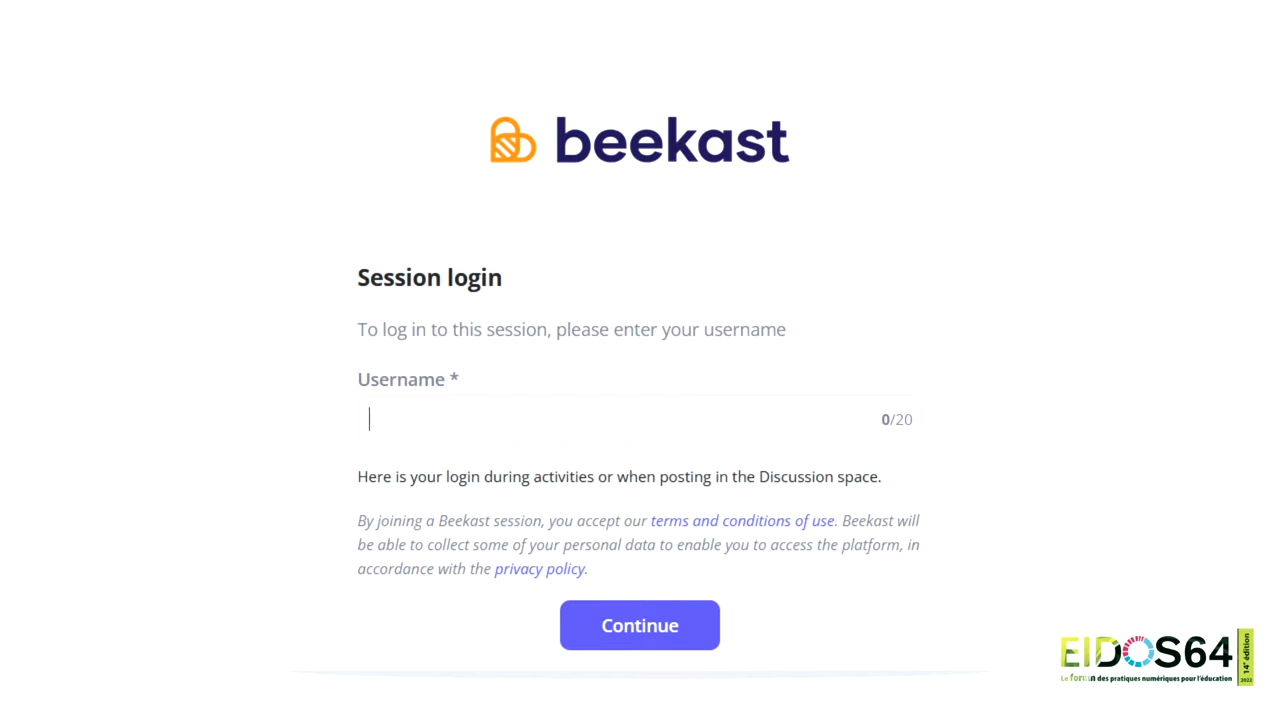 beekast
Session login
To log in to this session, please enter your username
Username *
0/20
Here is your login during activities or when posting in the Discussion space.
By joining a Beekast session, you accept our terms and conditions of use. Beekast will
be able to collect some of your personal data to enable you to access the platform, in
accordance with the privacy policy.
Continue
EIDOS64
Le forum des pratiques numériques pour l'éducation
14e édition
2022